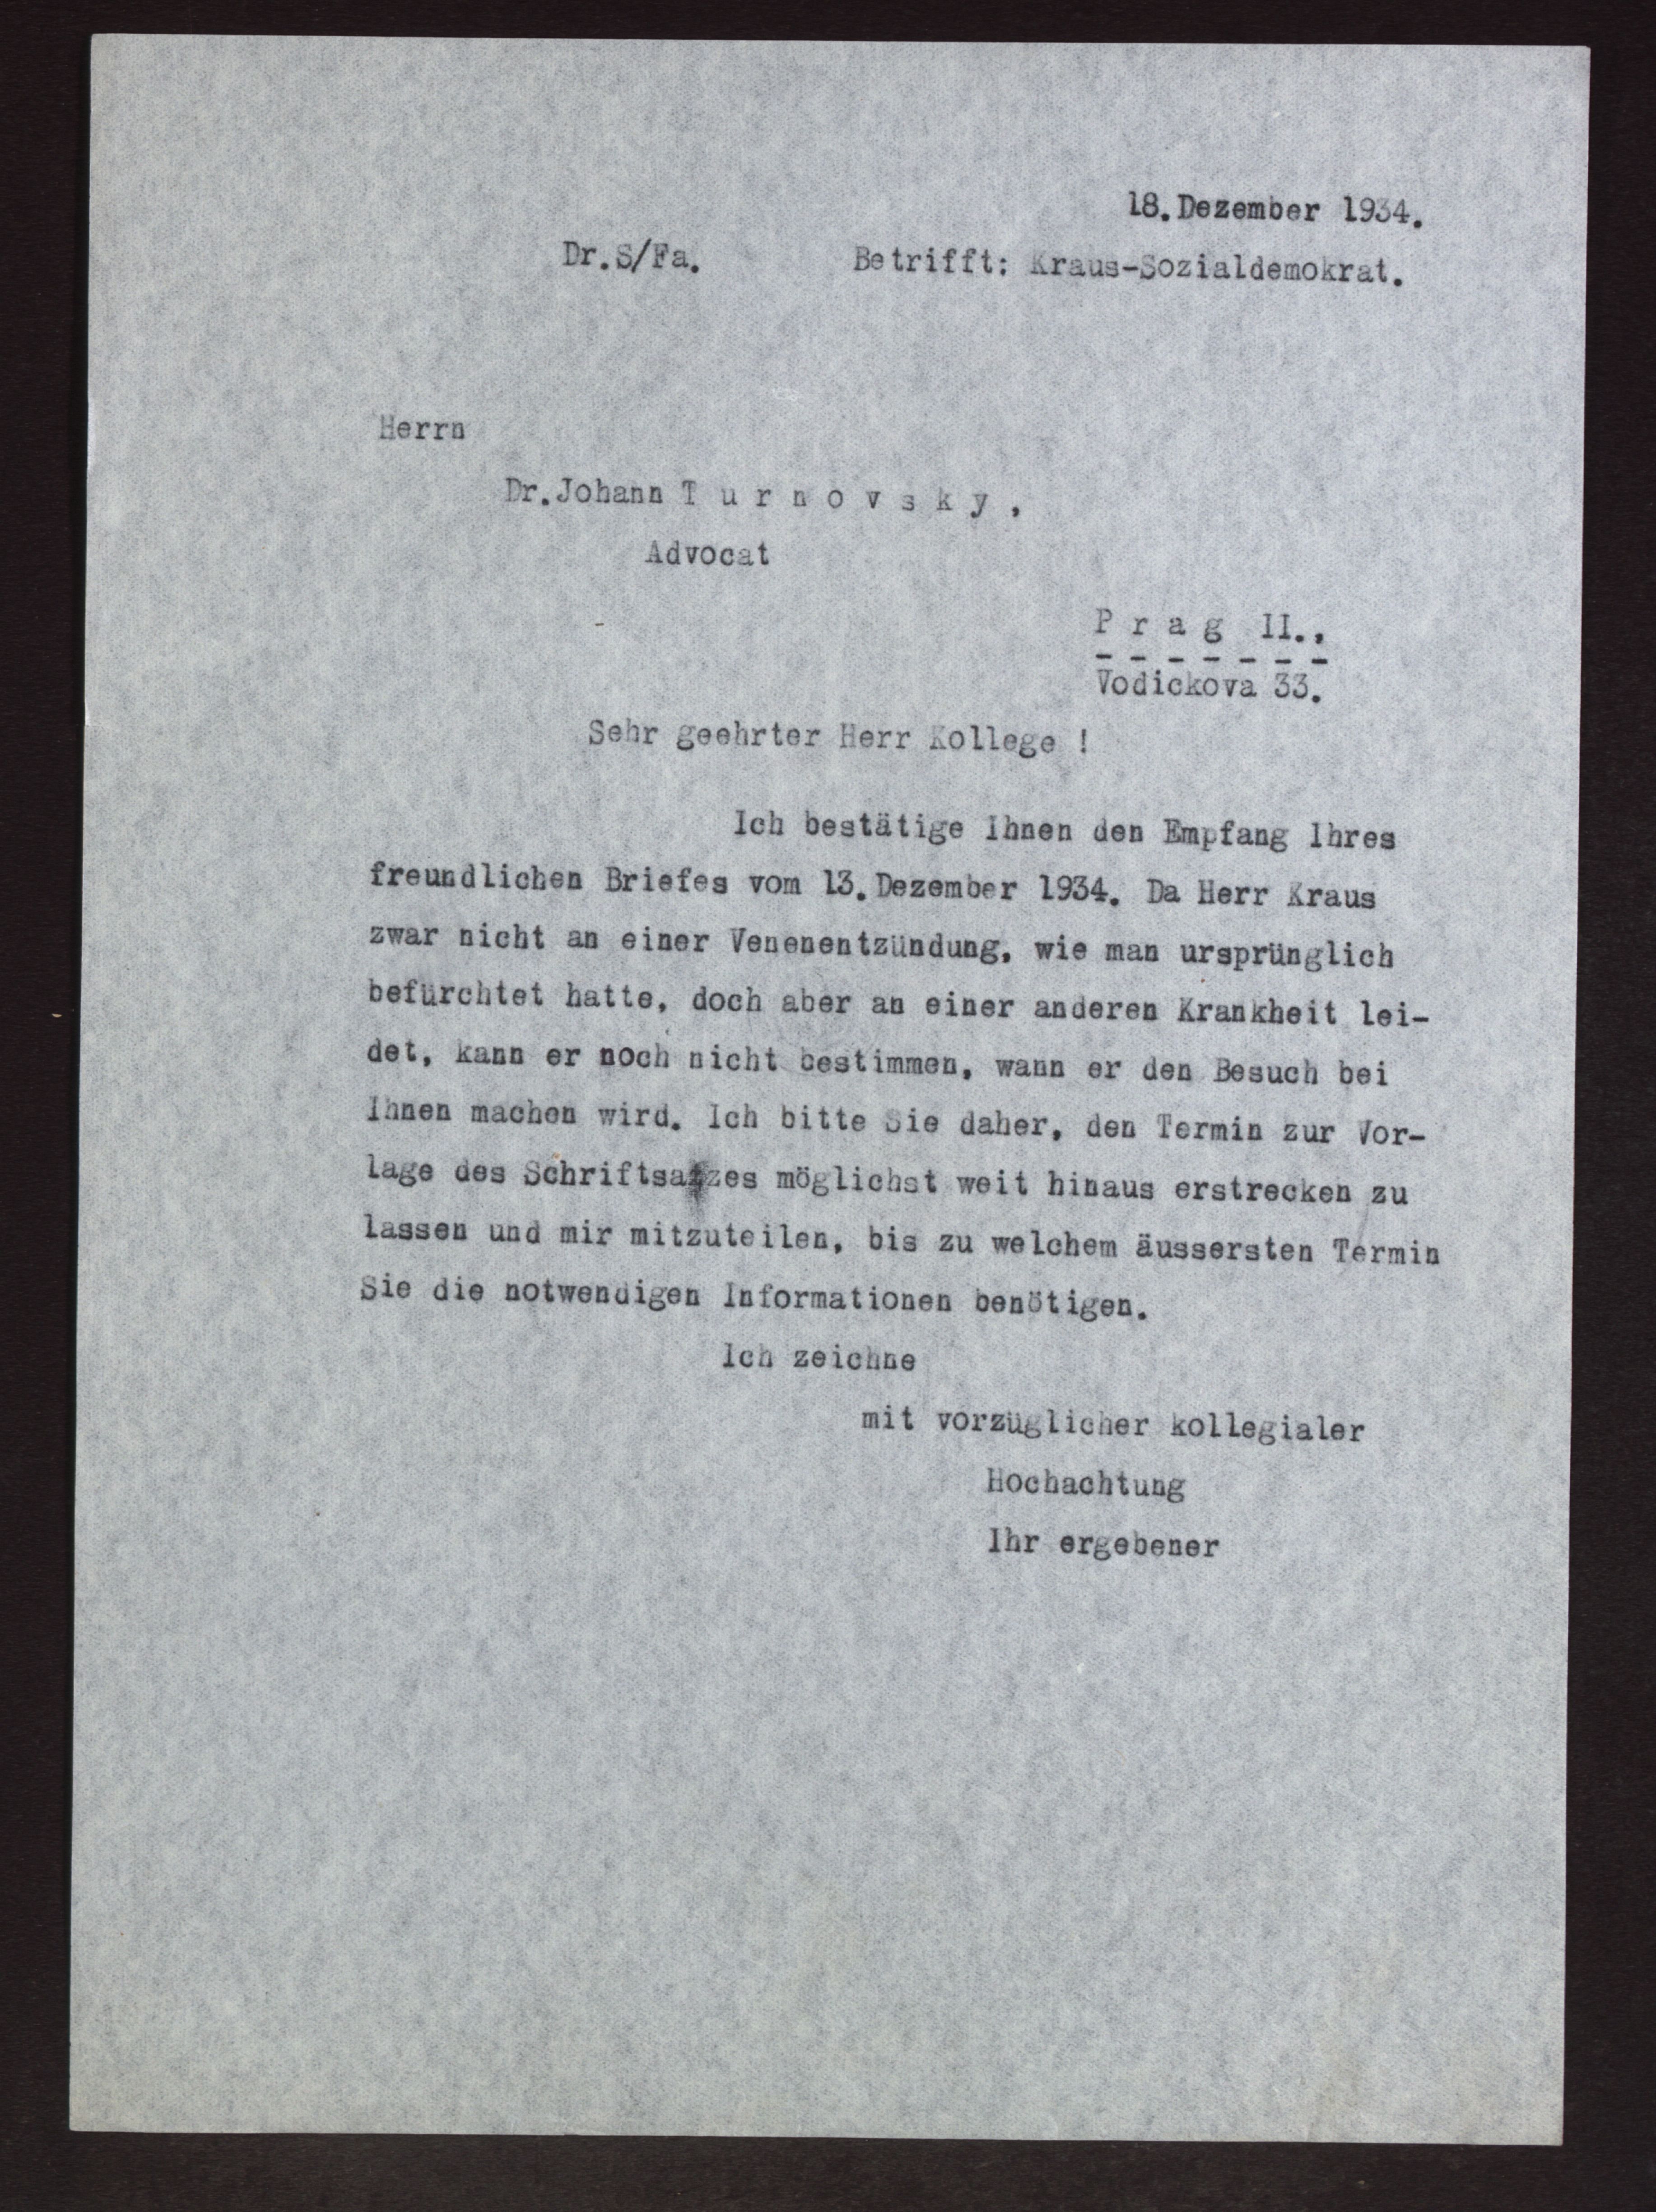 18.Dezember 1934.
Dr.S/Fa. Betrifft: Kraus-Sozialdemokrat.
Herrn
Dr.Johann T u r n o v s k y ,
Advocat
P r a g II.,
- - - - - - -
Vodickova 33.
Sehr geehrter Herr Kollege !
Ich bestätige Ihnen den Empfang Ihres
freundlichen Briefes vom 13.Dezember 1934. Da Herr Kraus
zwar nicht an einer Venenentzündung, wie man ursprünglich
befürchtet hatte, doch aber an einer anderen Krankheit lei-
det, kann er noch nicht bestimmen, wann er den Besuch bei
Ihnen machen wird. Ich bitte Sie daher, den Termin zur Vor-
lage des Schriftsatzes möglichst weit hinaus erstrecken zu
lassen und mir mitzuteilen, bis zu welchem äussersten Termin
Sie die notwendigen Informationen benötigen.
Ich zeichne
mit vorzüglicher kollegialer
Hochachtung
Ihr ergebener